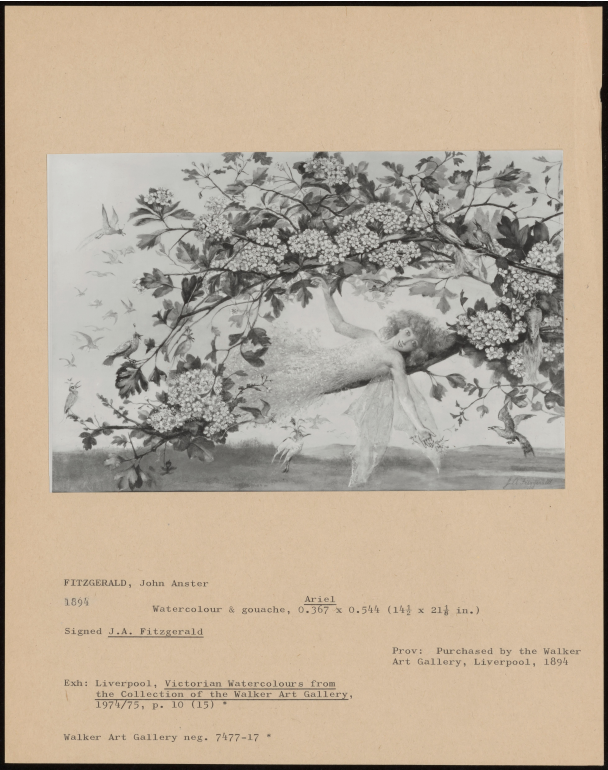 J.A. Fitzgerald
FITZGERALD, John Anster
Ariel
1894
Watercolour & gouache, 0.367 x 0.544 (14½ x 21⅜ in.)
Signed J.A. Fitzgerald
Prov: Purchased by the Walker
Art Gallery, Liverpool, 1894
Exh: Liverpool, Victorian Watercolours from
the Collection of the Walker Art Gallery,
1974/75, p. 10 (15) *
Walker Art Gallery neg. 7477-17 *